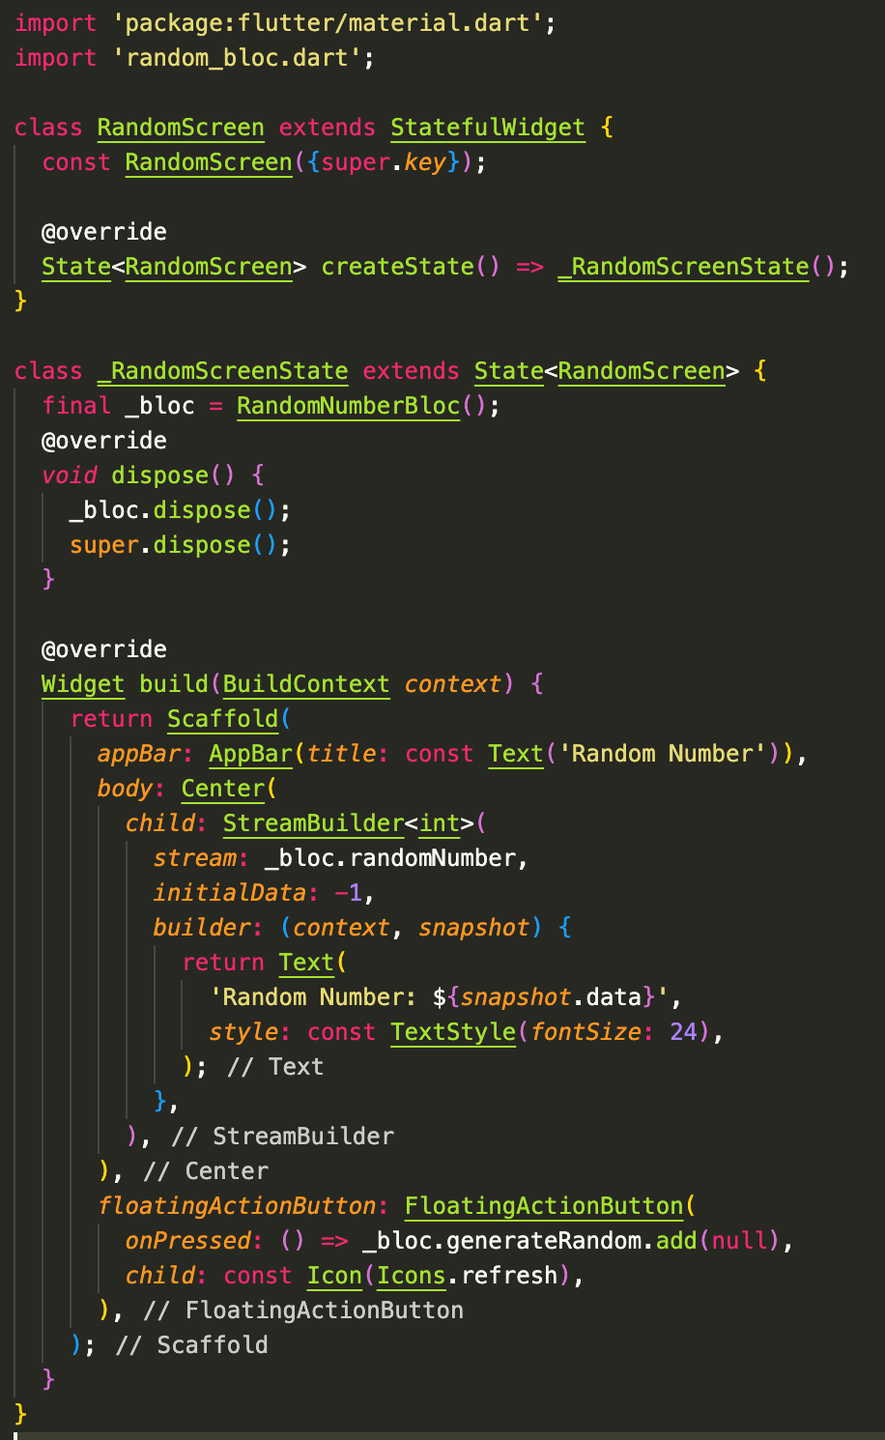 import 'package:flutter/material.dart';
import 'random_bloc.dart';

class RandomScreen extends StatefulWidget {
  const RandomScreen({super.key});

  @override
  State<RandomScreen> createState() => _RandomScreenState();
}

class _RandomScreenState extends State<RandomScreen> {
  final _bloc = RandomNumberBloc();
  @override
  void dispose() {
    _bloc.dispose();
    super.dispose();
  }

  @override
  Widget build(BuildContext context) {
    return Scaffold(
      appBar: AppBar(title: const Text('Random Number')),
      body: Center(
        child: StreamBuilder<int>(
          stream: _bloc.randomNumber,
          initialData: -1,
          builder: (context, snapshot) {
            return Text(
              'Random Number: ${snapshot.data}',
              style: const TextStyle(fontSize: 24),
            ); // Text
          },
        ), // StreamBuilder
      ), // Center
      floatingActionButton: FloatingActionButton(
        onPressed: () => _bloc.generateRandom.add(null),
        child: const Icon(Icons.refresh),
      ), // FloatingActionButton
    ); // Scaffold
  }
}